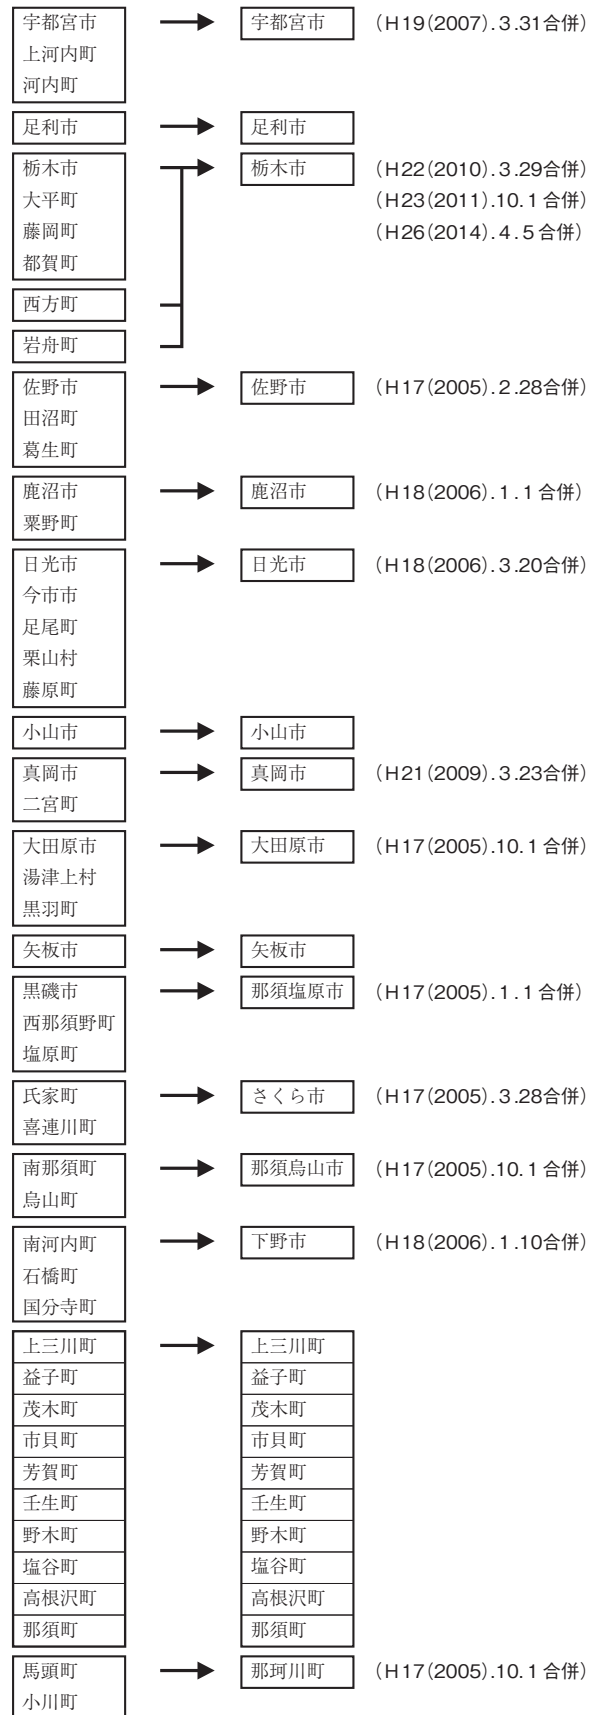 宇都宮市 宇都宮市 （H19(2007).3.31合併）
上河内町
河内町
足利市 足利市
栃木市 栃木市 （H22(2010).3.29合併）
大平町 （H23(2011).10.1合併）
藤岡町 （H26(2014).4.5合併）
都賀町
西方町
岩舟町
佐野市 佐野市 （H17(2005).2.28合併）
田沼町
葛生町
鹿沼市 鹿沼市 （H18(2006).1.1合併）
粟野町
日光市 日光市 （H18(2006).3.20合併）
今市市
足尾町
栗山村
藤原町
小山市 小山市
真岡市 真岡市 （H21(2009).3.23合併）
二宮町
大田原市 大田原市 （H17(2005).10.1合併）
湯津上村
黒羽町
矢板市 矢板市
黒磯市 那須塩原市 （H17(2005).1.1合併）
西那須野町
塩原町
氏家町 さくら市 （H17(2005).3.28合併）
喜連川町
南那須町 那須烏山市 （H17(2005).10.1合併）
烏山町
南河内町 下野市 （H18(2006).1.10合併）
石橋町
国分寺町
上三川町 上三川町
益子町 益子町
茂木町 茂木町
市貝町 市貝町
芳賀町 芳賀町
壬生町 壬生町
野木町 野木町
塩谷町 塩谷町
高根沢町 高根沢町
那須町 那須町
馬頭町 那珂川町 （H17(2005).10.1合併）
小川町